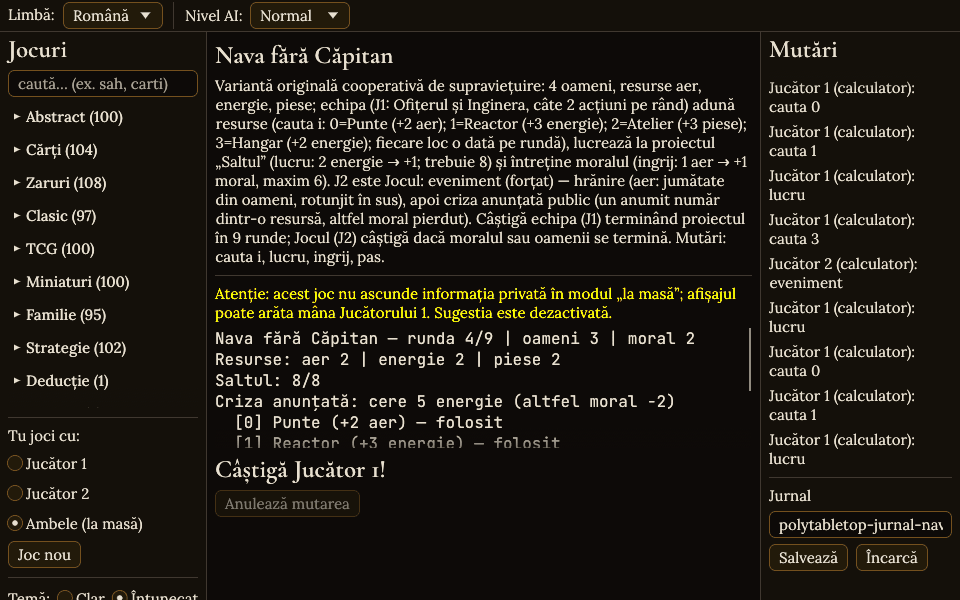 Limbă: Română ▼ Nivel AI: Normal ▼
Jocuri
caută... (ex. sah, carti)
▸ Abstract (100)
▸ Cărți (104)
▸ Zaruri (108)
▸ Clasic (97)
▸ TCG (100)
▸ Miniaturi (100)
▸ Familie (95)
▸ Strategie (102)
▸ Deducție (1)
Tu joci cu:
Jucător 1
Jucător 2
Ambele (la masă)
Joc nou
Temă: Clar Întunecat
Nava fără Căpitan
Variantă originală cooperativă de supraviețuire: 4 oameni, resurse aer,
energie, piese; echipa (J1: Ofițerul și Inginera, câte 2 acțiuni pe rând) adună
resurse (cauta i: 0=Punte (+2 aer); 1=Reactor (+3 energie); 2=Atelier (+3 piese);
3=Hangar (+2 energie); fiecare loc o dată pe rundă), lucrează la proiectul
„Saltul” (lucru: 2 energie → +1; trebuie 8) și întreține moralul (ingrij: 1 aer → +1
moral, maxim 6). J2 este Jocul: eveniment (forțat) — hrănire (aer: jumătate
din oameni, rotunjit în sus), apoi criza anunțată public (un anumit număr
dintr-o resursă, altfel moral pierdut). Câștigă echipa (J1) terminând proiectul
în 9 runde; Jocul (J2) câștigă dacă moralul sau oamenii se termină. Mutări:
cauta i, lucru, ingrij, pas.
Atenție: acest joc nu ascunde informația privată în modul „la masă”; afișajul
poate arăta mâna Jucătorului 1. Sugestia este dezactivată.
Nava fără Căpitan — runda 4/9 | oameni 3 | moral 2
Resurse: aer 2 | energie 2 | piese 2
Saltul: 8/8
Criza anunțată: cere 5 energie (altfel moral -2)
[0] Punte (+2 aer) — folosit
[1] Reactor (+3 energie) — folosit
Câștigă Jucător 1!
Anulează mutarea
Mutări
Jucător 1 (calculator):
cauta 0
Jucător 1 (calculator):
cauta 1
Jucător 1 (calculator):
lucru
Jucător 1 (calculator):
cauta 3
Jucător 2 (calculator):
eveniment
Jucător 1 (calculator):
lucru
Jucător 1 (calculator):
cauta 0
Jucător 1 (calculator):
cauta 1
Jucător 1 (calculator):
lucru
Jurnal
polytabletop-jurnal-nav
Salvează Încarcă